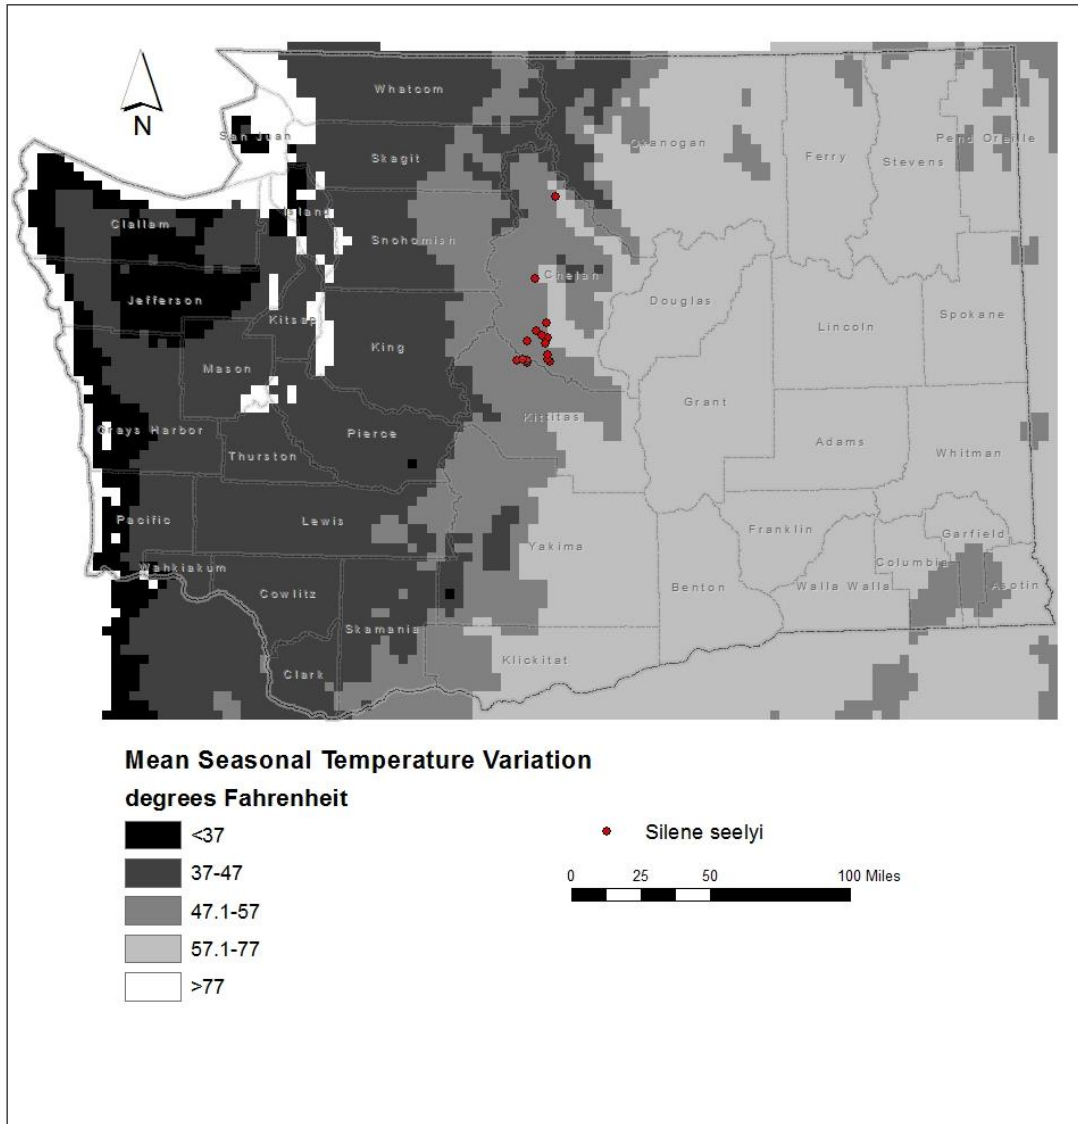 N
Whatcom
San Juan
Skagit
Okanogan
Ferry
Stevens
Pend Oreille
Island
Clallam
Snohomish
Chelan
Jefferson
Kitsap
Douglas
Lincoln
Spokane
King
Mason
Grant
Kittitas
Grays Harbor
Pierce
Adams
Thurston
Whitman
Pacific
Lewis
Franklin
Garfield
Yakima
Wahkiakum
Columbia
Cowlitz
Benton
Walla Walla
Asotin
Skamania
Klickitat
Clark
Mean Seasonal Temperature Variation
degrees Fahrenheit
<37
37-47
47.1-57
57.1-77
>77
Silene seelyi
0 25 50 100 Miles